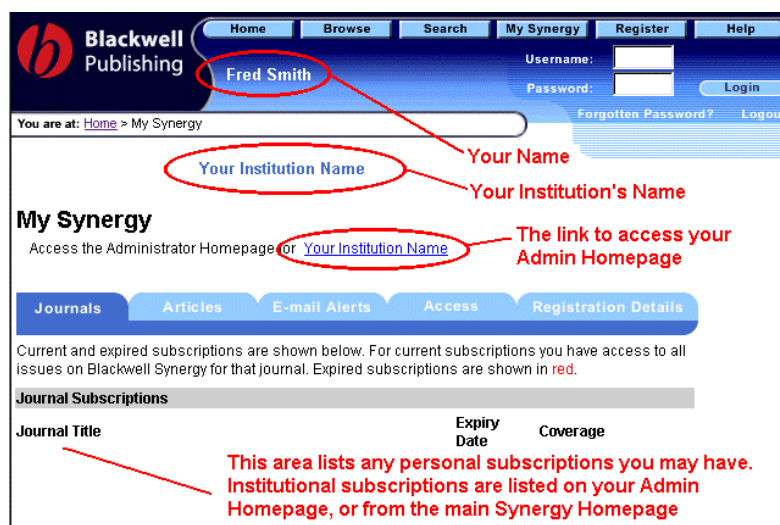 Home Browse Search My Synergy Register Help
Blackwell
Publishing
Username:
Fred Smith
Password: Login
Forgotten Password? Logou
You are at: Home > My Synergy
Your Name
Your Institution Name
Your Institution's Name
My Synergy
The link to access your
Admin Homepage
Access the Administrator Homepage for Your Institution Name
Journals Articles E-mail Alerts Access Registration Details
Current and expired subscriptions are shown below. For current subscriptions you have access to all
issues on Blackwell Synergy for that journal. Expired subscriptions are shown in red.
Journal Subscriptions
Journal Title Expiry Date Coverage
This area lists any personal subscriptions you may have.
Institutional subscriptions are listed on your Admin
Homepage, or from the main Synergy Homepage